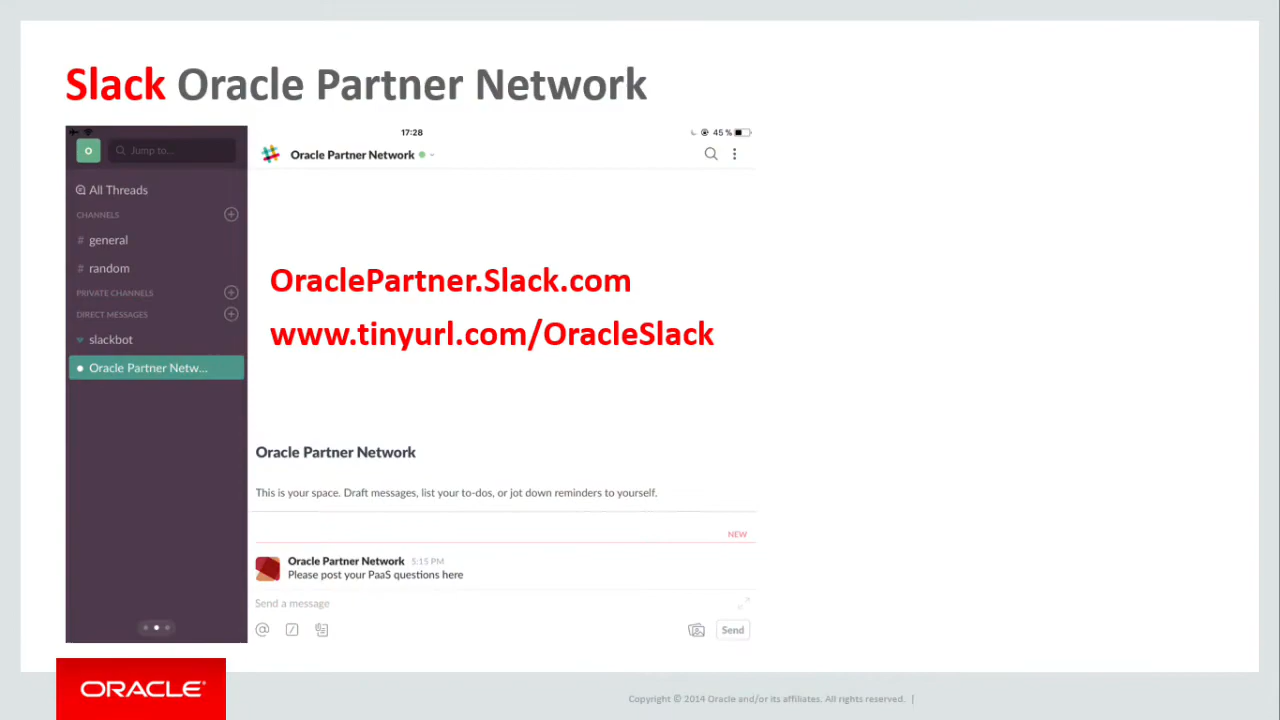 Slack Oracle Partner Network
17:28
45 %
O
Jump to...
Oracle Partner Network
All Threads
CHANNELS
# general
# random
PRIVATE CHANNELS
DIRECT MESSAGES
slackbot
Oracle Partner Netw...
OraclePartner.Slack.com
www.tinyurl.com/OracleSlack
Oracle Partner Network
This is your space. Draft messages, list your to-dos, or jot down reminders to yourself.
NEW
Oracle Partner Network 5:15 PM
Please post your PaaS questions here
Send a message
Send
ORACLE®
Copyright © 2014 Oracle and/or its affiliates. All rights reserved. |